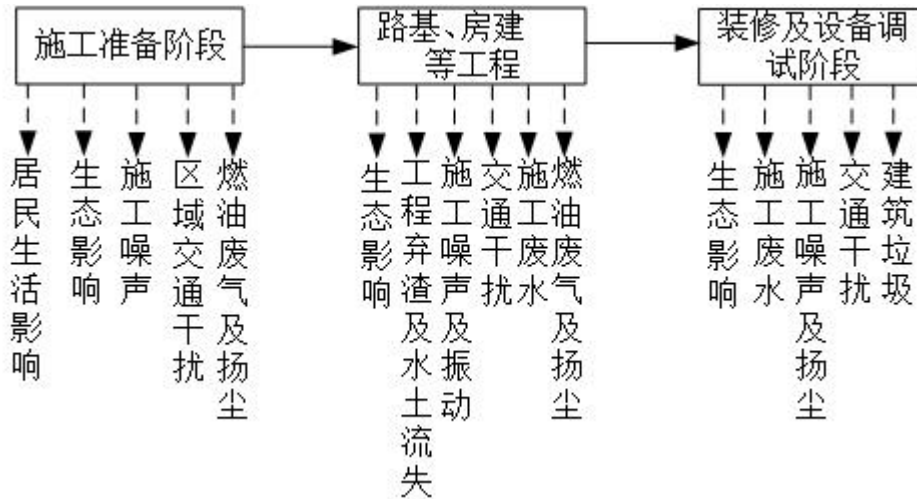 施工准备阶段
路基、房建
等工程
装修及设备调
试阶段
居民生活影响
生态影响
施工噪声
区域交通干扰
燃油废气及扬尘
生态影响
工程弃渣及水土流失
施工噪声及振动
交通干扰
施工废水
燃油废气及扬尘
生态影响
施工废水
施工噪声及扬尘
交通干扰
建筑垃圾